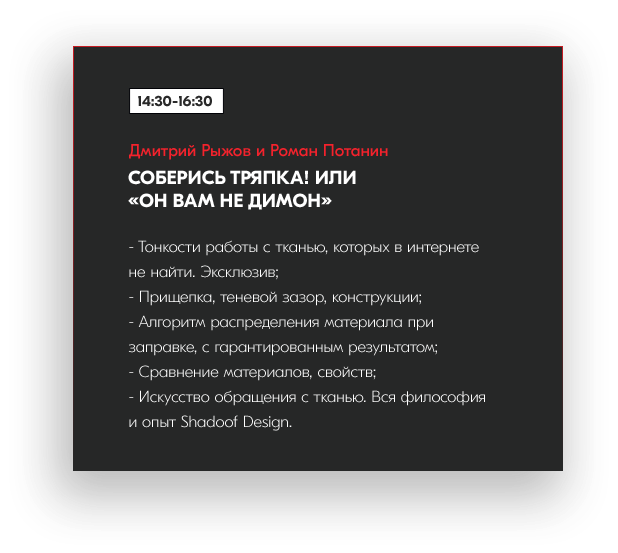 14:30-16:30
Дмитрий Рыжов и Роман Потанин
СОБЕРИСЬ ТРЯПКА! ИЛИ
«ОН ВАМ НЕ ДИМОН»
- Тонкости работы с тканью, которых в интернете
не найти. Эксклюзив;
- Прищепка, теневой зазор, конструкции;
- Алгоритм распределения материала при
заправке, с гарантированным результатом;
- Сравнение материалов, свойств;
- Искусство обращения с тканью. Вся философия
и опыт Shadoof Design.